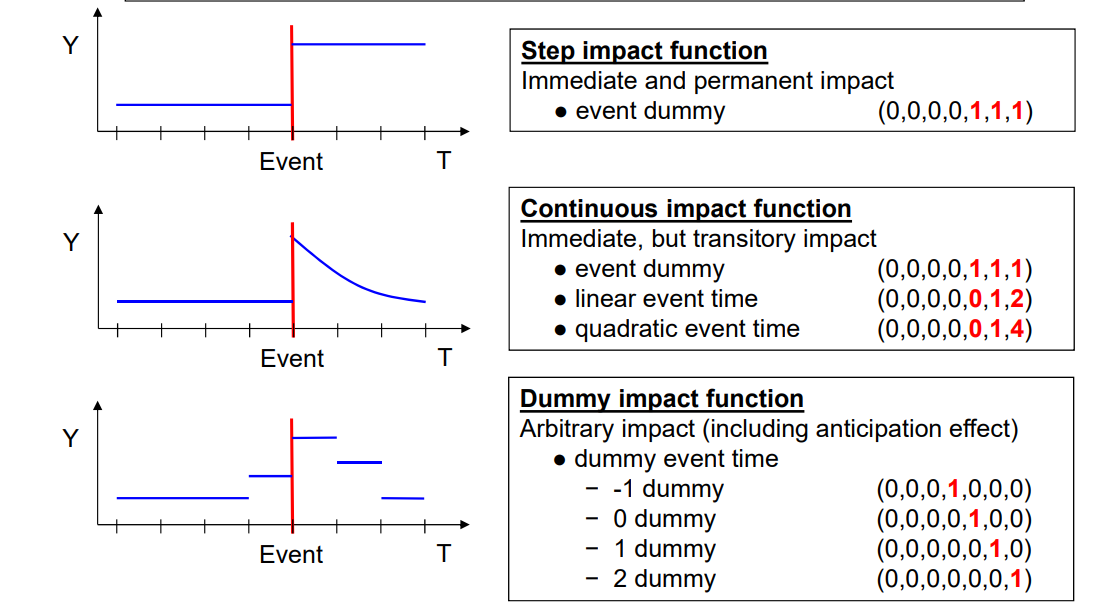 Y
Event
T
Step impact function
Immediate and permanent impact
● event dummy (0,0,0,0,1,1,1)
Y
Event
T
Continuous impact function
Immediate, but transitory impact
● event dummy (0,0,0,0,1,1,1)
● linear event time (0,0,0,0,0,1,2)
● quadratic event time (0,0,0,0,0,1,4)
Y
Event
T
Dummy impact function
Arbitrary impact (including anticipation effect)
● dummy event time
− -1 dummy (0,0,0,1,0,0,0)
− 0 dummy (0,0,0,0,1,0,0)
− 1 dummy (0,0,0,0,0,1,0)
− 2 dummy (0,0,0,0,0,0,1)